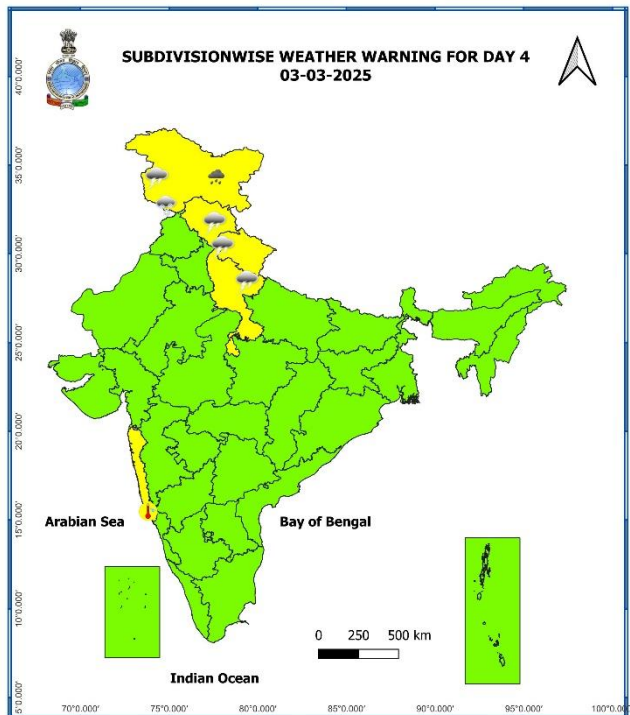 SUBDIVISIONWISE WEATHER WARNING FOR DAY 4
03-03-2025
40°0.000'
35°0.000'
30°0.000'
25°0.000'
20°0.000'
15°0.000'
10°0.000'
5°0.000'
Arabian Sea
Bay of Bengal
0 250 500 km
Indian Ocean
70°0.000' 75°0.000' 80°0.000' 85°0.000' 90°0.000' 95°0.000' 100°0.000'